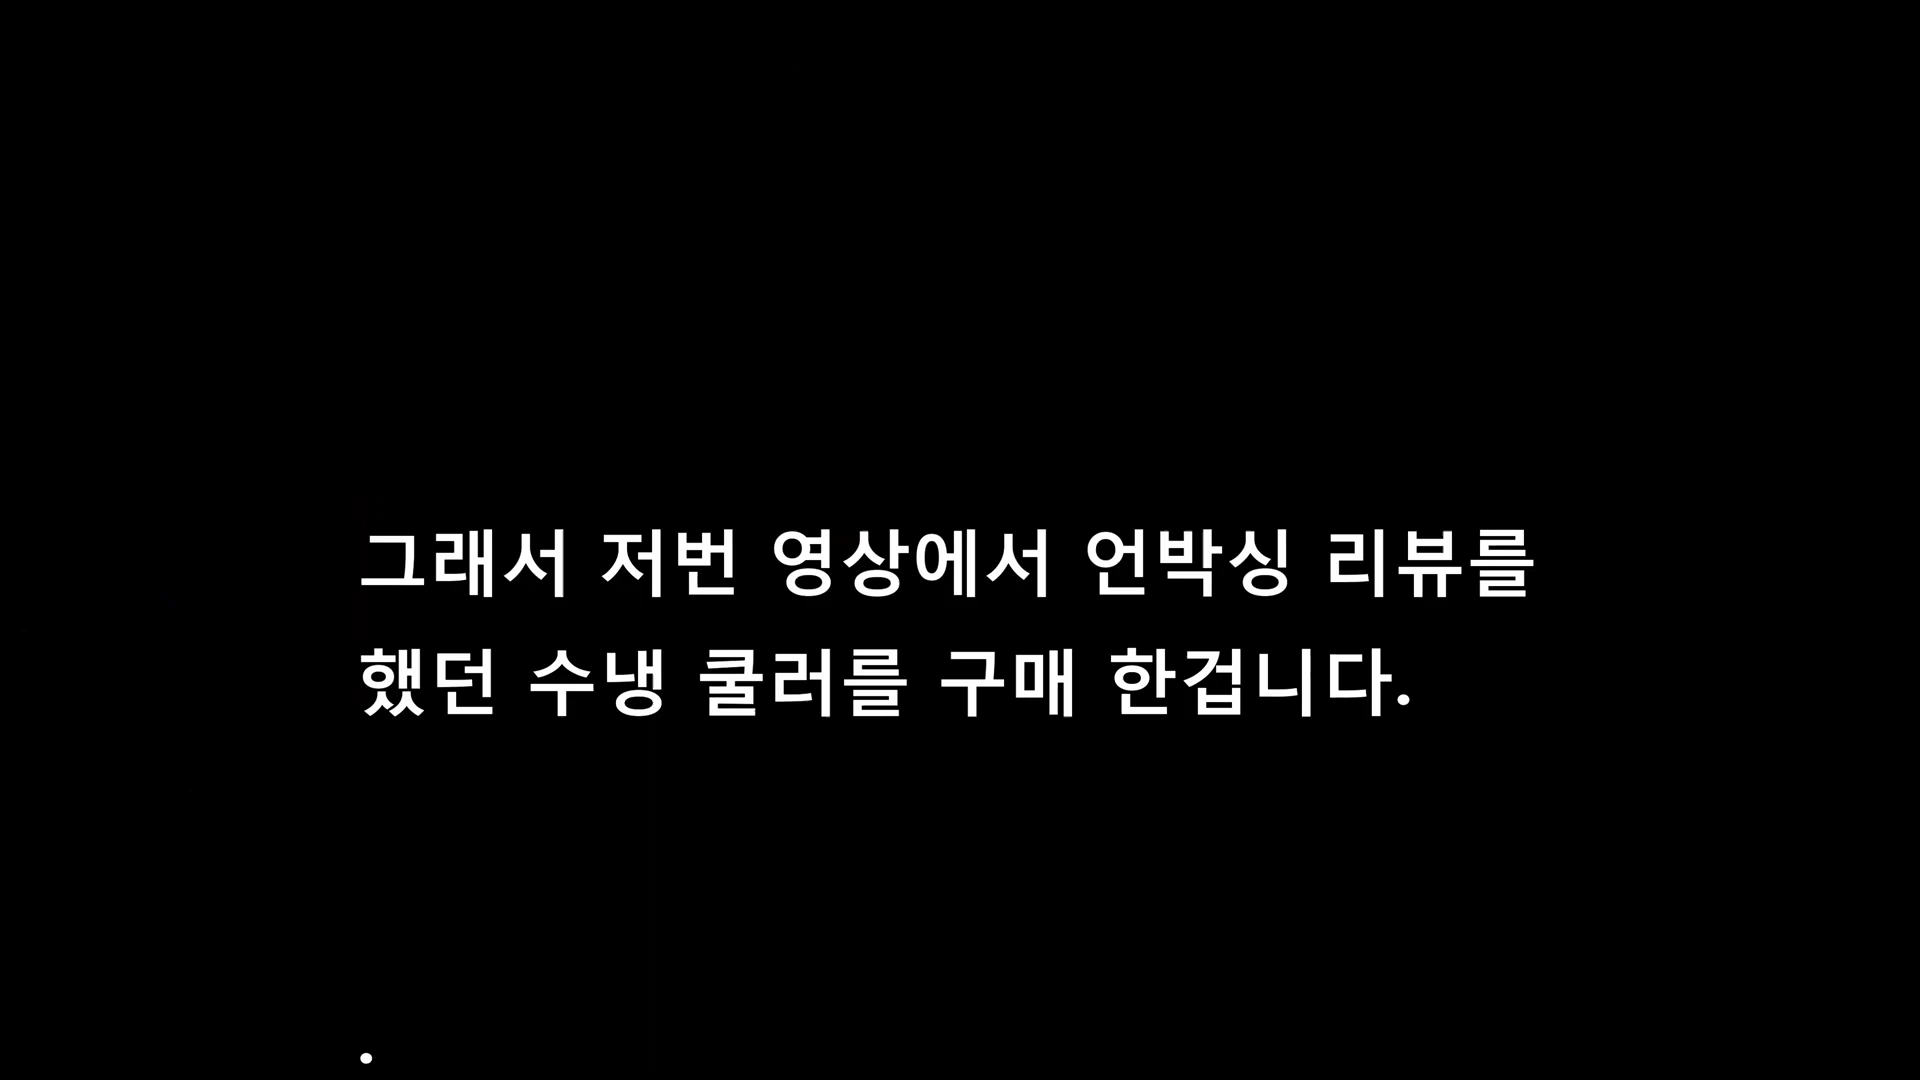 그래서 저번 영상에서 언박싱 리뷰를
했던 수냉 쿨러를 구매 한겁니다.
.